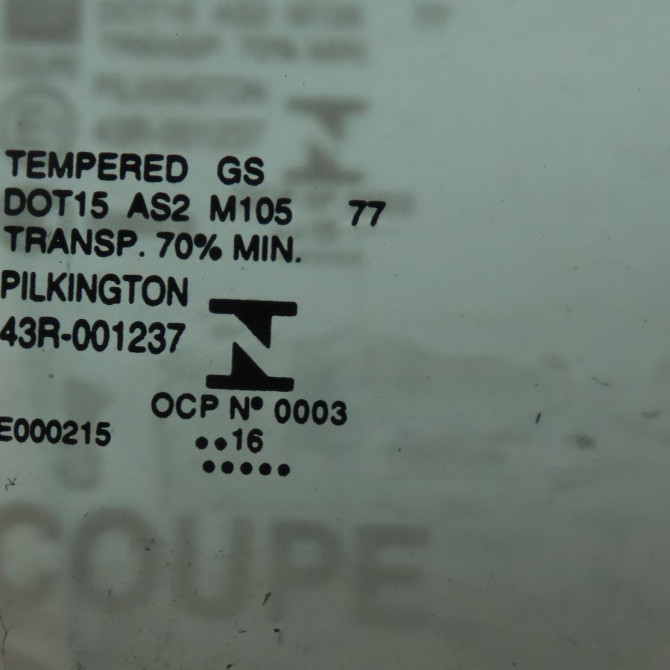 TEMPERED GS
DOT15 AS2 M105 77
TRANSP. 70% MIN.
PILKINGTON
43R-001237
OCP Nº 0003
E000215
••16
•••••
COUPE